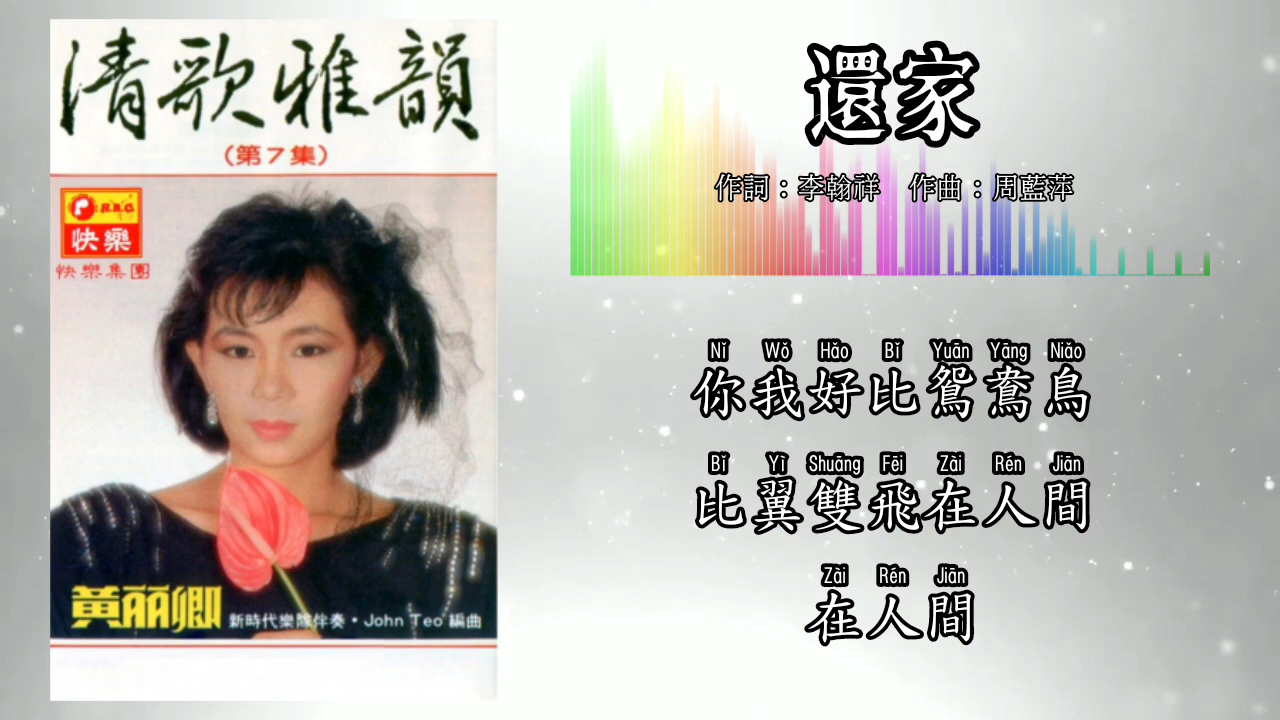 清歌雅韻
（第7集）
R.R.C.
快樂
快樂集團
黃麗卿
新時代樂隊伴奏·John Teo編曲
還家
作詞：李翰祥 作曲：周藍萍
Nǐ Wǒ Hǎo Bǐ Yuān Yāng Niǎo
你我好比鴛鴦鳥
Bǐ Yì Shuāng Fēi Zài Rén Jiān
比翼雙飛在人間
Zài Rén Jiān
在人間